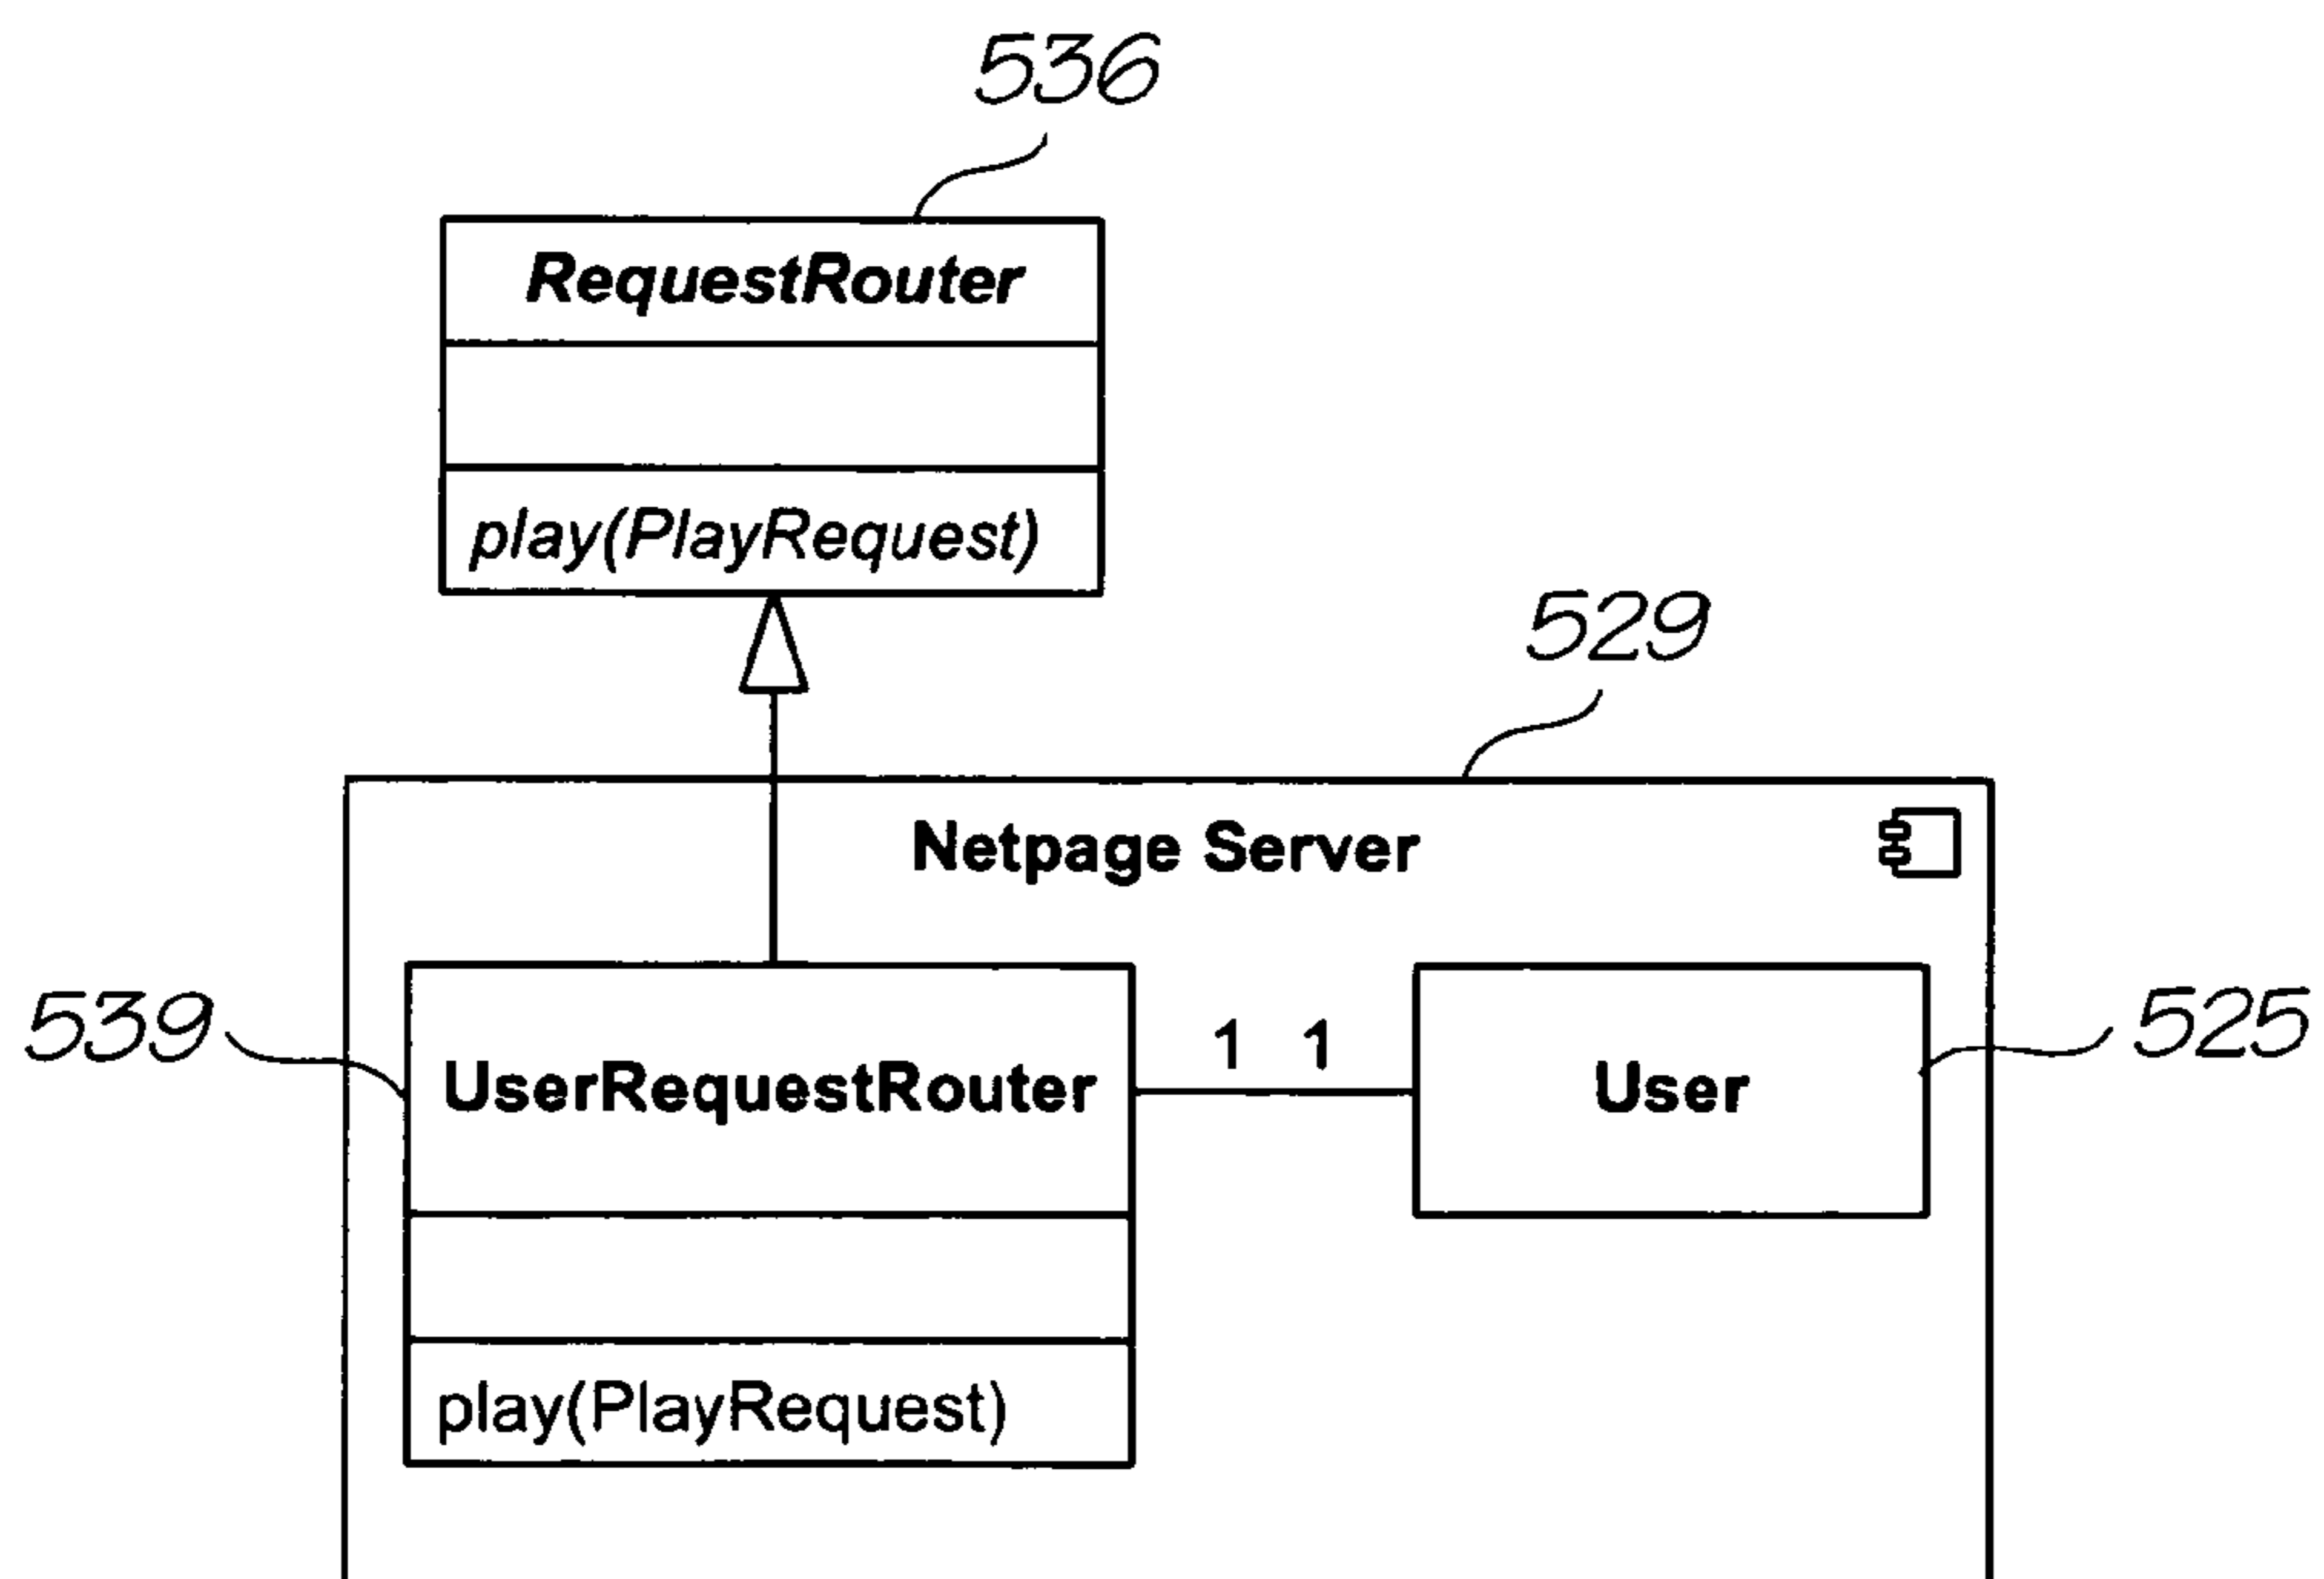 536
RequestRouter
play(PlayRequest)
529
Netpage Server
539
UserRequestRouter
1 1
User
525
play(PlayRequest)